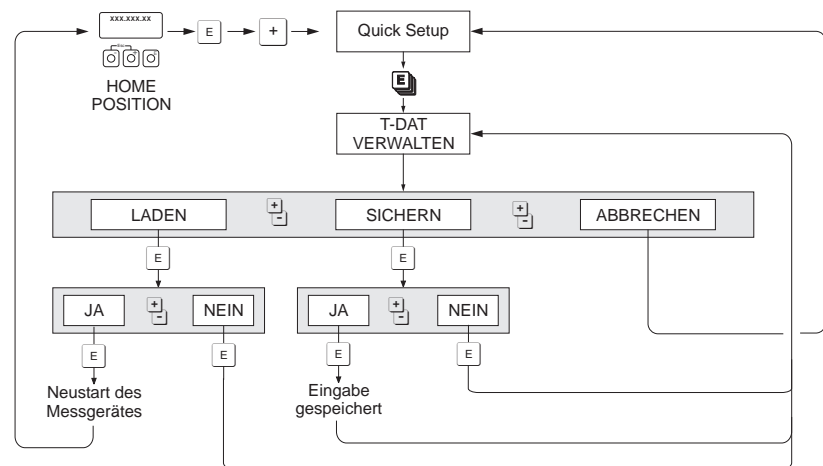 xxx.xxx.xx
Esc
E
+
Quick Setup
- + E
HOME
POSITION
E
T-DAT
VERWALTEN
LADEN
+
-
SICHERN
+
-
ABBRECHEN
E
E
JA
+
-
NEIN
JA
+
-
NEIN
E
E
E
E
Neustart des
Messgerätes
Eingabe
gespeichert